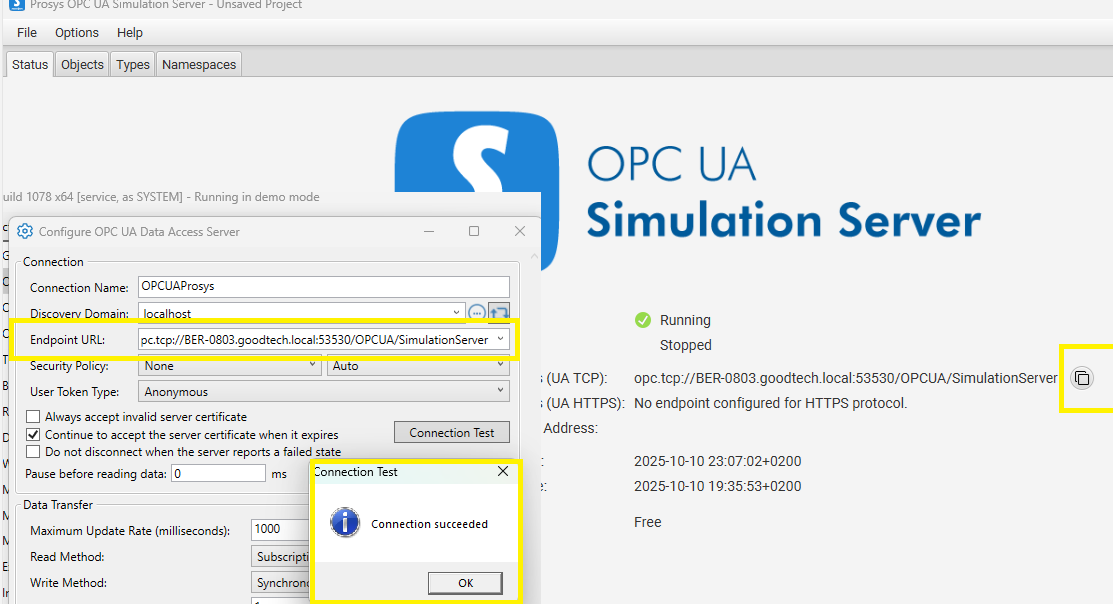 Prosys OPC UA Simulation Server - Unsaved Project
File Options Help
Status Objects Types Namespaces
OPC UA
Simulation Server
uild 1078 x64 [service, as SYSTEM] - Running in demo mode
Configure OPC UA Data Access Server
Connection
Connection Name: OPCUAProsys
Discovery Domain: localhost
Endpoint URL: pc.tcp://BER-0803.goodtech.local:53530/OPCUA/SimulationServer
Security Policy: None Auto
User Token Type: Anonymous
Always accept invalid server certificate
Continue to accept the server certificate when it expires
Connection Test
Do not disconnect when the server reports a failed state
Pause before reading data: 0 ms
Connection Test
Connection succeeded
OK
Data Transfer
Maximum Update Rate (milliseconds): 1000
Read Method: Subscripti
Write Method: Synchron
Running
Stopped
s (UA TCP): opc.tcp://BER-0803.goodtech.local:53530/OPCUA/SimulationServer
s (UA HTTPS): No endpoint configured for HTTPS protocol.
Address:
2025-10-10 23:07:02+0200
e: 2025-10-10 19:35:53+0200
Free